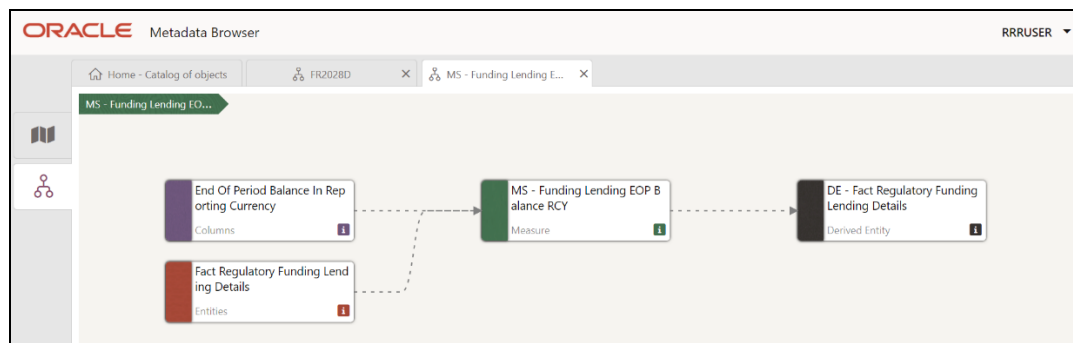 ORACLE Metadata Browser RRRUSER
Home - Catalog of objects FR2028D MS - Funding Lending E...
MS - Funding Lending EO...
End Of Period Balance In Rep
orting Currency
Columns
MS - Funding Lending EOP B
alance RCY
Measure
DE - Fact Regulatory Funding
Lending Details
Derived Entity
Fact Regulatory Funding Lend
ing Details
Entities